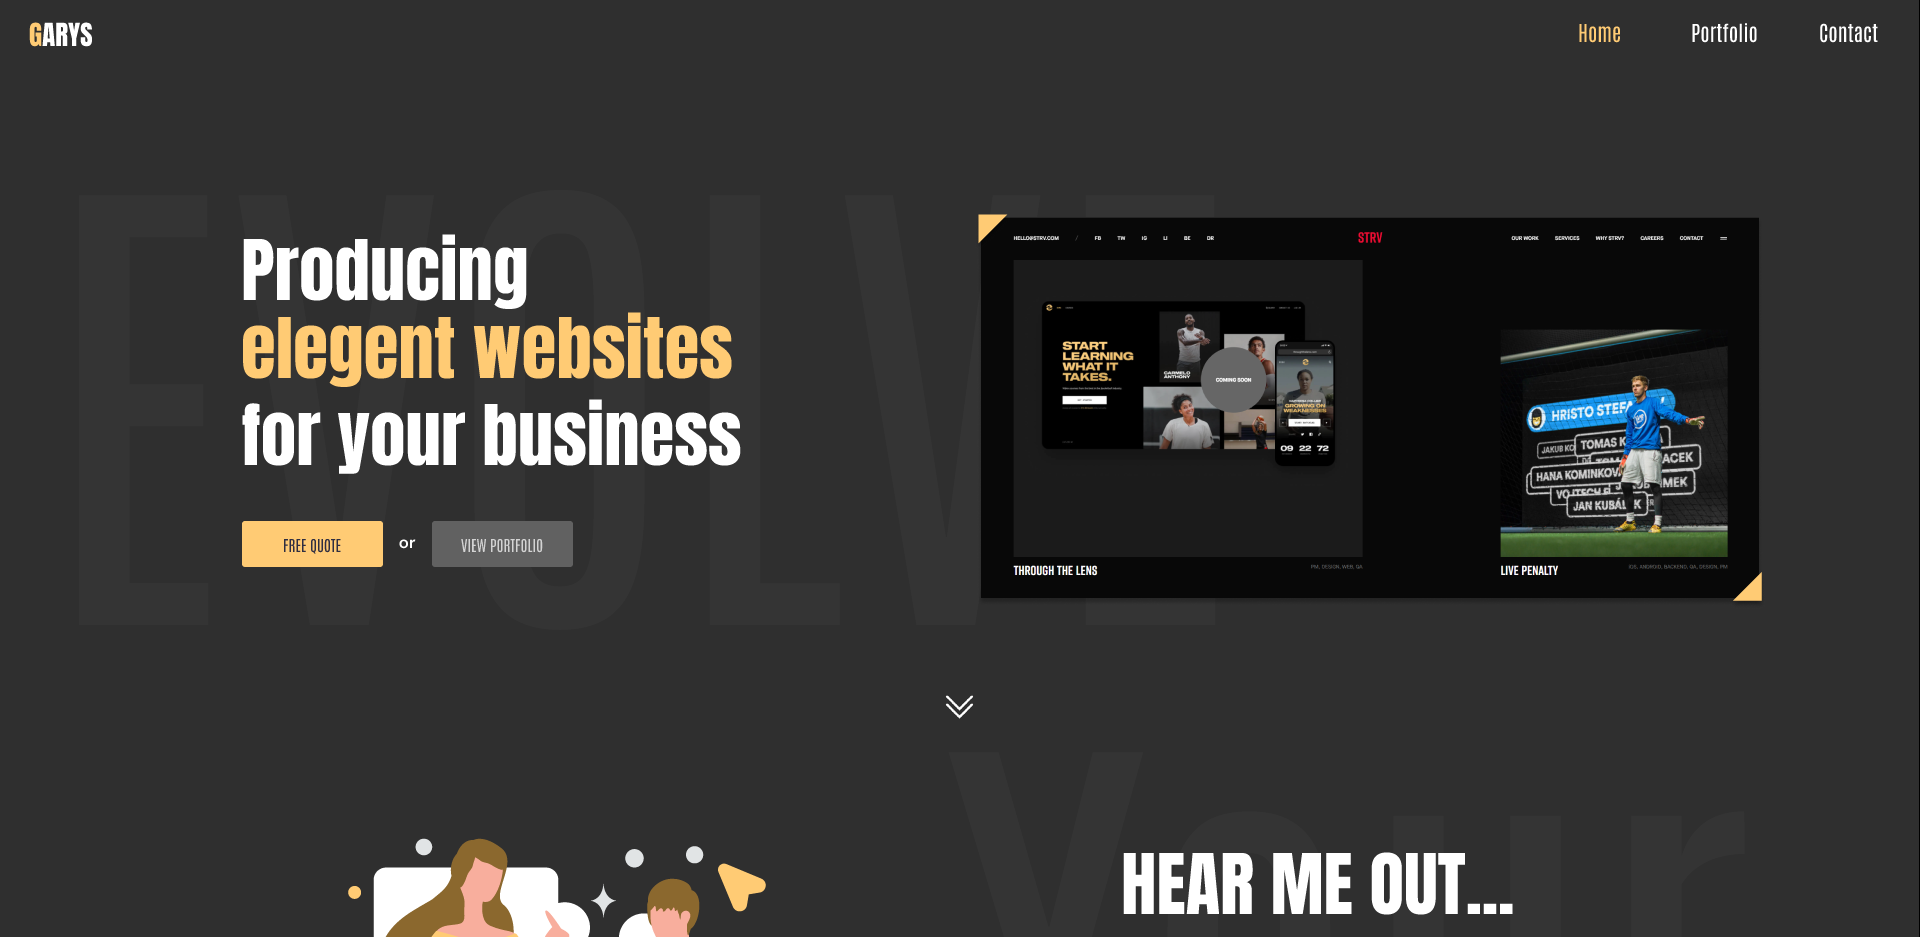 GARYS
Home
Portfolio
Contact
EVOLVE
Producing
elegent websites
for your business
FREE QUOTE
or
VIEW PORTFOLIO
HELLO@STRV.COM / FB TW IG LI BE DR
STRV
OUR WORK SERVICES WHY STRV? CAREERS CONTACT
START
LEARNING
WHAT IT
TAKES.
CARMELO
ANTHONY
COMING SOON
GROWING ON
WEAKNESSES
09 22 72
THROUGH THE LENS
PM, DESIGN, WEB, QA
HRISTO STEFA
JAKUB KO
TOMAS K
ACEK
HANA KOMINKOV
MEK
VOJTECH
JAN KUBÁLEK
LIVE PENALTY
IOS, ANDROID, BACKEND, QA, DESIGN, PM
Your
HEAR ME OUT...